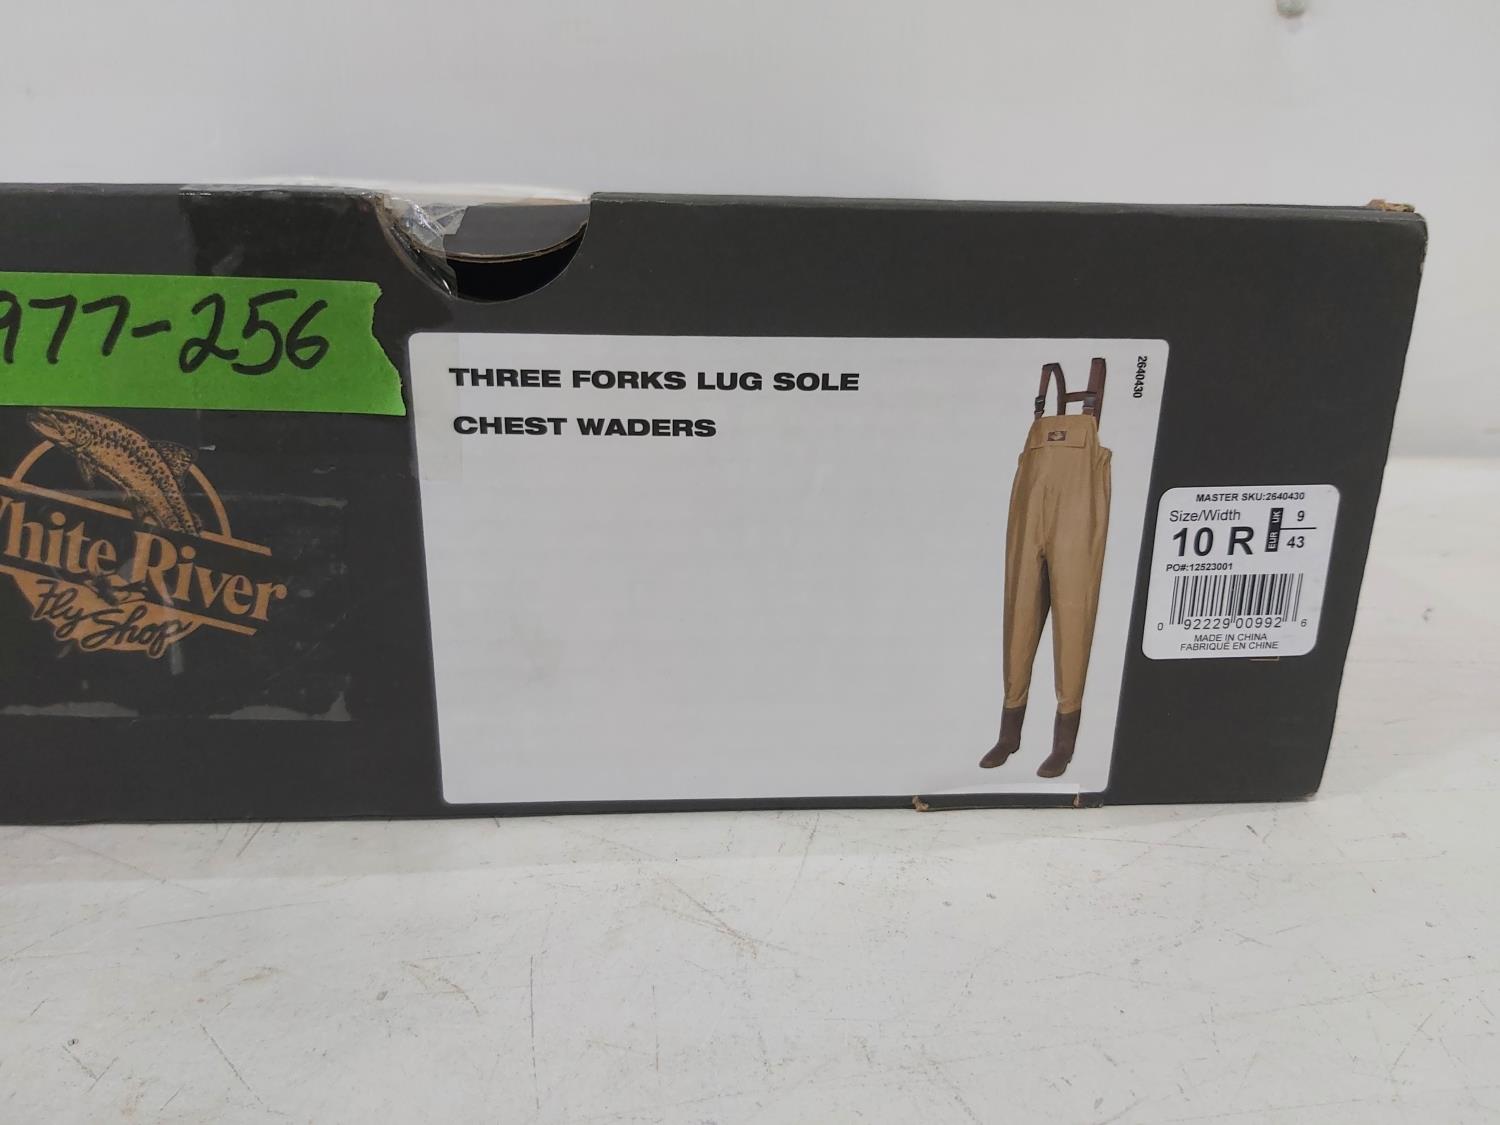 977-256
White River
Fly Shop
THREE FORKS LUG SOLE
CHEST WADERS
2640430
MASTER SKU:2640430
Size/Width
10 R
UK 9
EUR 43
PO#:12523001
0 92229 00992 6
MADE IN CHINA
FABRIQUÉ EN CHINE